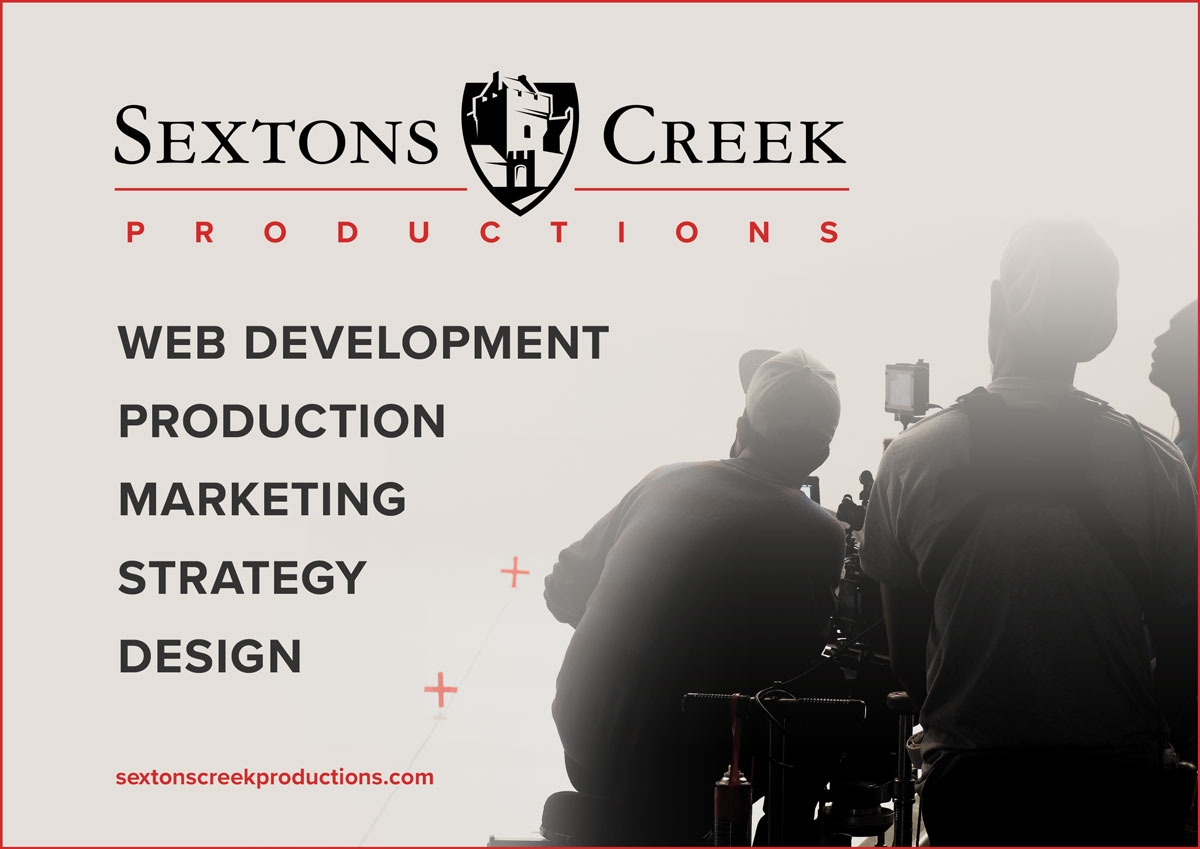 SEXTONS CREEK
PRODUCTIONS
WEB DEVELOPMENT
PRODUCTION
MARKETING
STRATEGY
DESIGN
sextonscreekproductions.com